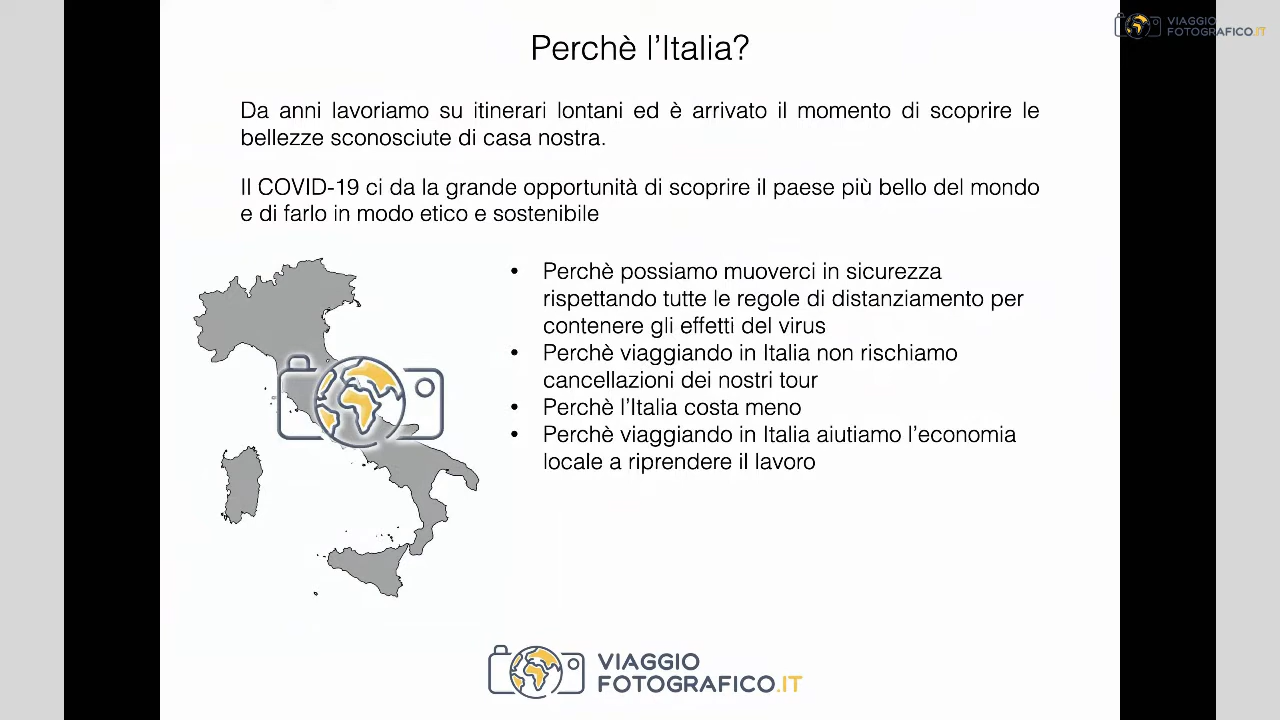 Perchè l'Italia?
VIAGGIO
FOTOGRAFICO.IT
Da anni lavoriamo su itinerari lontani ed è arrivato il momento di scoprire le
bellezze sconosciute di casa nostra.
Il COVID-19 ci da la grande opportunità di scoprire il paese più bello del mondo
e di farlo in modo etico e sostenibile
• Perchè possiamo muoverci in sicurezza
rispettando tutte le regole di distanziamento per
contenere gli effetti del virus
• Perchè viaggiando in Italia non rischiamo
cancellazioni dei nostri tour
• Perchè l'Italia costa meno
• Perchè viaggiando in Italia aiutiamo l'economia
locale a riprendere il lavoro
VIAGGIO
FOTOGRAFICO.IT